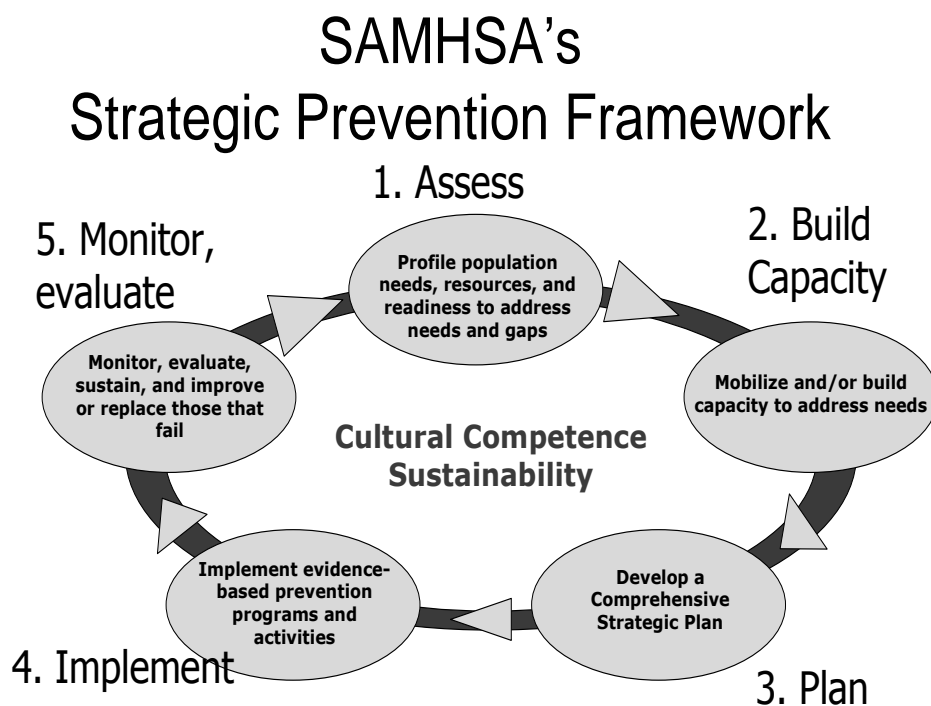 SAMHSA's
Strategic Prevention Framework
1. Assess
Profile population
needs, resources, and
readiness to address
needs and gaps
2. Build
Capacity
Mobilize and/or build
capacity to address needs
3. Plan
Develop a
Comprehensive
Strategic Plan
4. Implement
Implement evidence-
based prevention
programs and
activities
5. Monitor,
evaluate
Monitor, evaluate,
sustain, and improve
or replace those that
fail
Cultural Competence
Sustainability